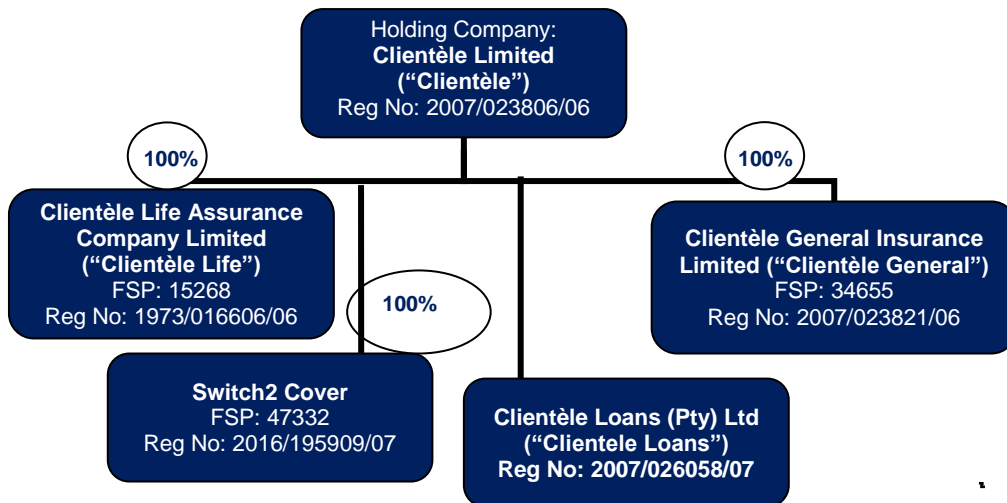 Holding Company:
Clientèle Limited
(“Clientèle”)
Reg No: 2007/023806/06
100%
100%
Clientèle Life Assurance
Company Limited
(“Clientèle Life”)
FSP: 15268
Reg No: 1973/016606/06
Clientèle General Insurance
Limited (“Clientèle General”)
FSP: 34655
Reg No: 2007/023821/06
100%
Switch2 Cover
FSP: 47332
Reg No: 2016/195909/07
Clientèle Loans (Pty) Ltd
(“Clientele Loans”)
Reg No: 2007/026058/07